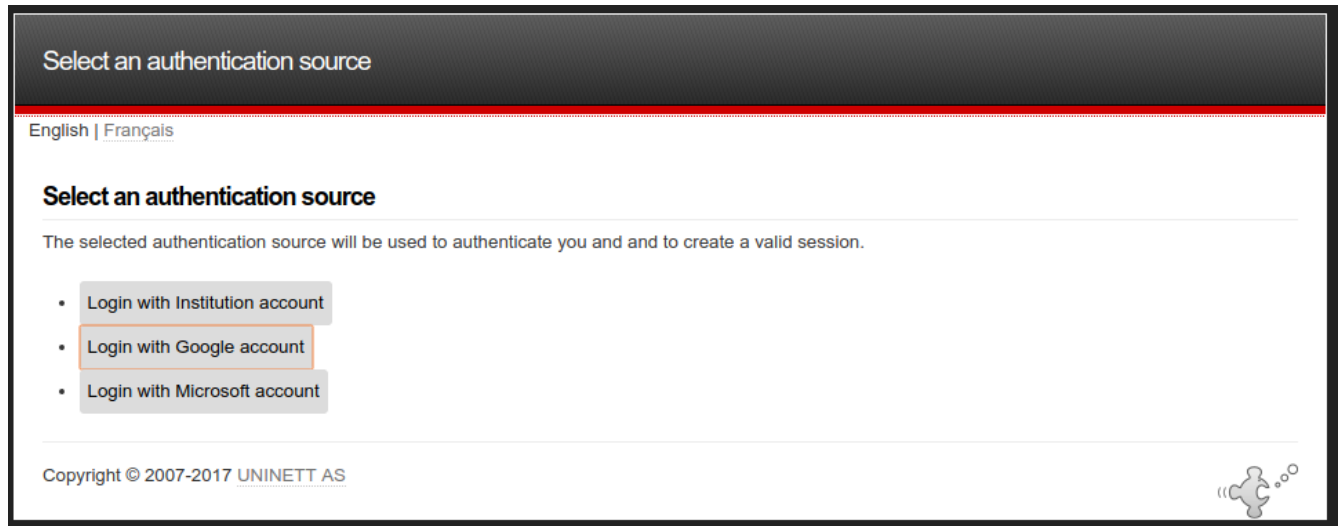 Select an authentication source
English | Français
Select an authentication source
The selected authentication source will be used to authenticate you and and to create a valid session.
Login with Institution account
Login with Google account
Login with Microsoft account
Copyright © 2007-2017 UNINETT AS